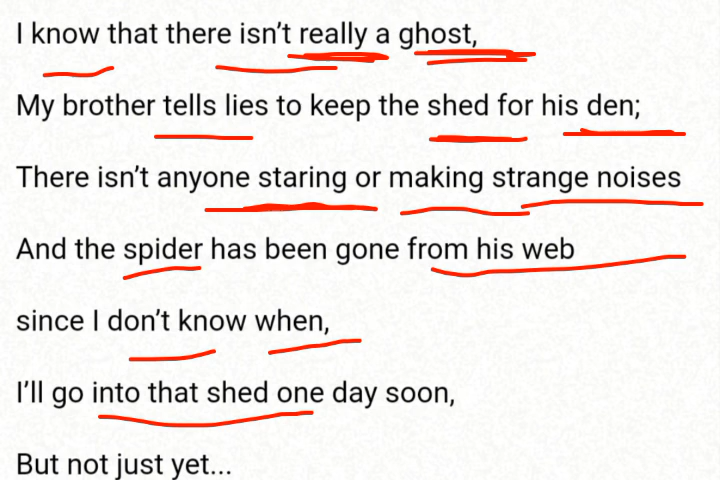 I know that there isn’t really a ghost,
My brother tells lies to keep the shed for his den;
There isn’t anyone staring or making strange noises
And the spider has been gone from his web
since I don’t know when,
I’ll go into that shed one day soon,
But not just yet...